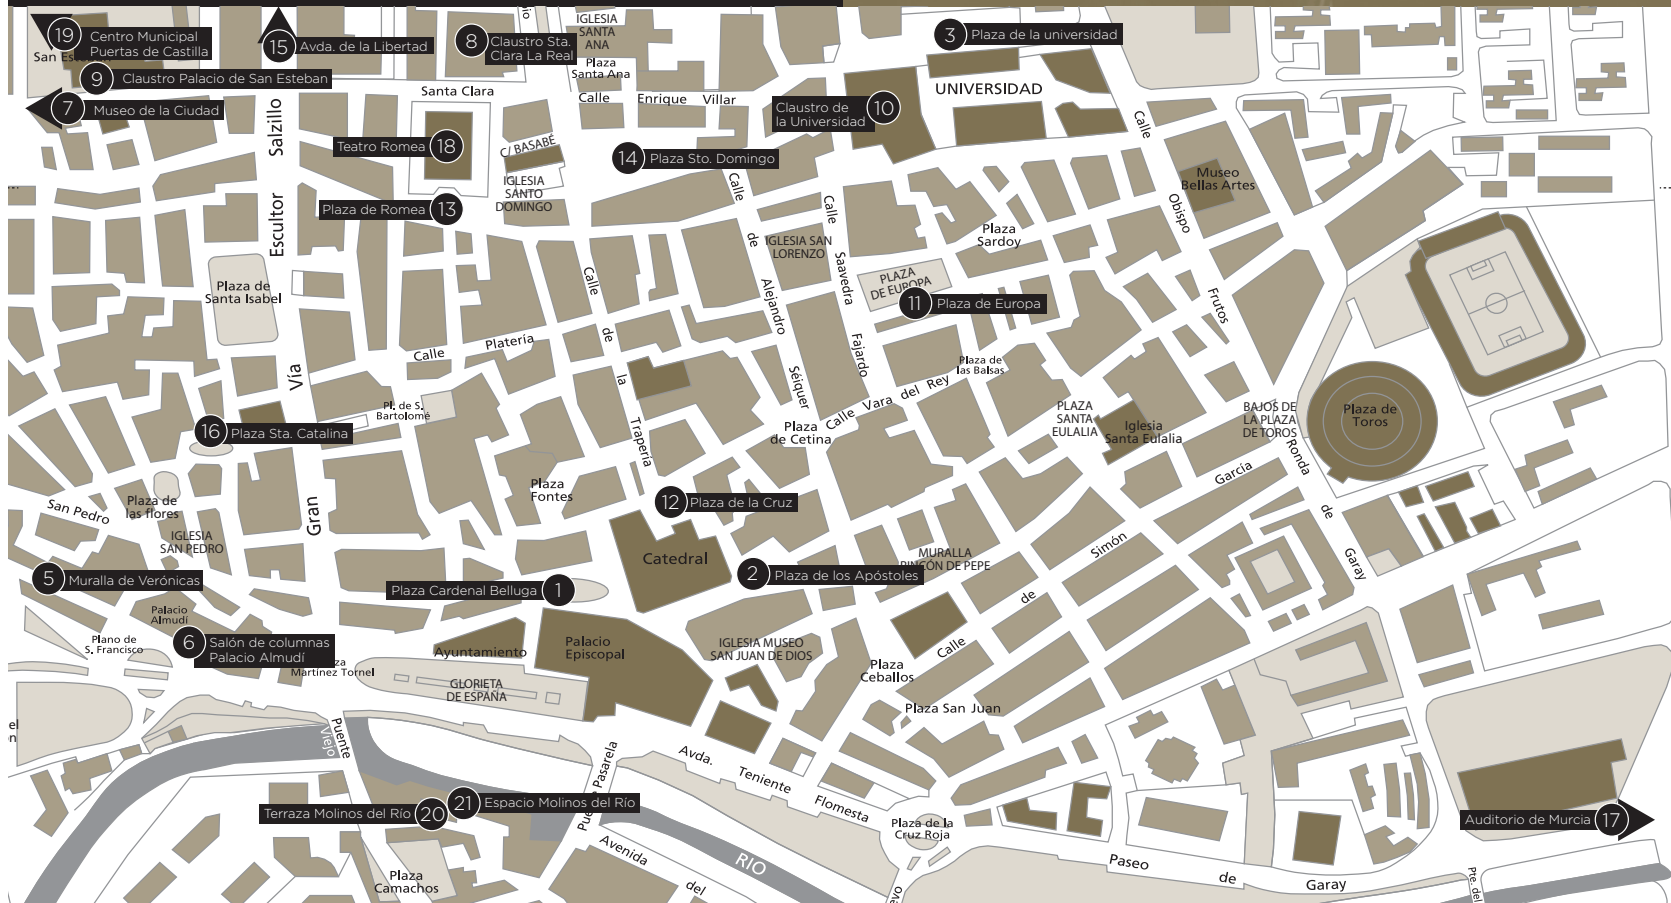 19 Centro Municipal
Puertas de Castilla
San Esteban
9 Claustro Palacio de San Esteban
7 Museo de la Ciudad
15 Avda. de la Libertad
8 Claustro Sta.
Clara La Real
IGLESIA
SANTA
ANA
Plaza
Santa Ana
3 Plaza de la universidad
UNIVERSIDAD
Santa Clara
Calle Enrique Villar
Claustro de
la Universidad 10
Teatro Romea 18
C/ BASABÉ
14 Plaza Sto. Domingo
IGLESIA
SANTO
DOMINGO
Plaza de Romea 13
Museo
Bellas Artes
Calle Obispo Frutos
Plaza
Sardoy
IGLESIA SAN
LORENZO
PLAZA
DE EUROPA
11 Plaza de Europa
Calle de Alejandro Séiquer
Calle Saavedra Fajardo
Gran Vía Escultor Salzillo
Plaza de
Santa Isabel
Calle Platería
Calle de la Trapería
Plaza de
las Balsas
Calle Vara del Rey
Pl. de S.
Bartolomé
16 Plaza Sta. Catalina
Plaza
de Cetina
PLAZA
SANTA
EULALIA
Iglesia
Santa Eulalia
BAJOS DE
LA PLAZA
DE TOROS
Plaza de
Toros
Ronda de Garay
Plaza
Fontes
12 Plaza de la Cruz
San Pedro
Plaza de
las flores
IGLESIA
SAN PEDRO
Catedral
MURALLA
RINCÓN DE PEPE
2 Plaza de los Apóstoles
Calle de Simón García
5 Muralla de Verónicas
Plaza Cardenal Belluga 1
Palacio
Almudí
Plano de
S. Francisco
6 Salón de columnas
Palacio Almudí
Martínez Tornel
Ayuntamiento
Palacio
Episcopal
IGLESIA MUSEO
SAN JUAN DE DIOS
Plaza
Ceballos
GLORIETA
DE ESPAÑA
Plaza San Juan
Puente Viejo
Pasarela
Avda. Teniente Flomesta
Terraza Molinos del Río 20
21 Espacio Molinos del Río
Plaza de la
Cruz Roja
Auditorio de Murcia 17
Avenida del
RIO
Plaza
Camachos
Paseo de Garay
Pte. del